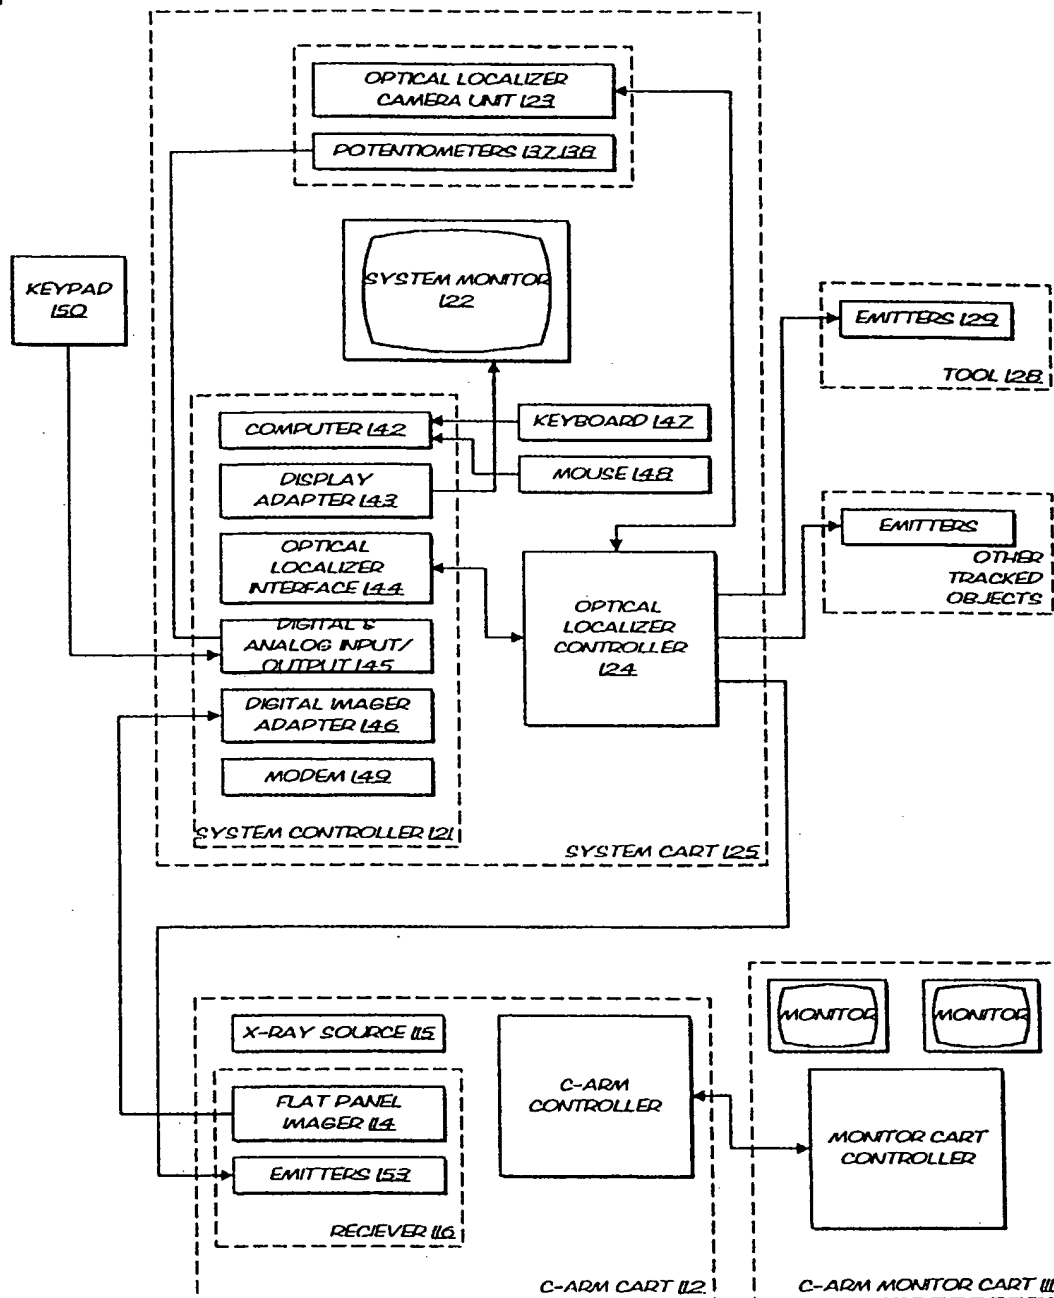 OPTICAL LOCALIZER
CAMERA UNIT 123
POTENTIOMETERS 137,138
SYSTEM MONITOR
122
KEYPAD
150
EMITTERS 129
TOOL 128
COMPUTER 142
KEYBOARD 147
DISPLAY
ADAPTER 143
MOUSE 148
OPTICAL
LOCALIZER
INTERFACE 144
EMITTERS
OTHER
TRACKED
OBJECTS
OPTICAL
LOCALIZER
CONTROLLER
124
DIGITAL &
ANALOG INPUT/
OUTPUT 145
DIGITAL IMAGER
ADAPTER 146
MODEM 149
SYSTEM CONTROLLER 121
SYSTEM CART 125
X-RAY SOURCE 115
FLAT PANEL
IMAGER 114
EMITTERS 153
RECIEVER 116
C-ARM
CONTROLLER
C-ARM CART 112
MONITOR
MONITOR
MONITOR CART
CONTROLLER
C-ARM MONITOR CART 111